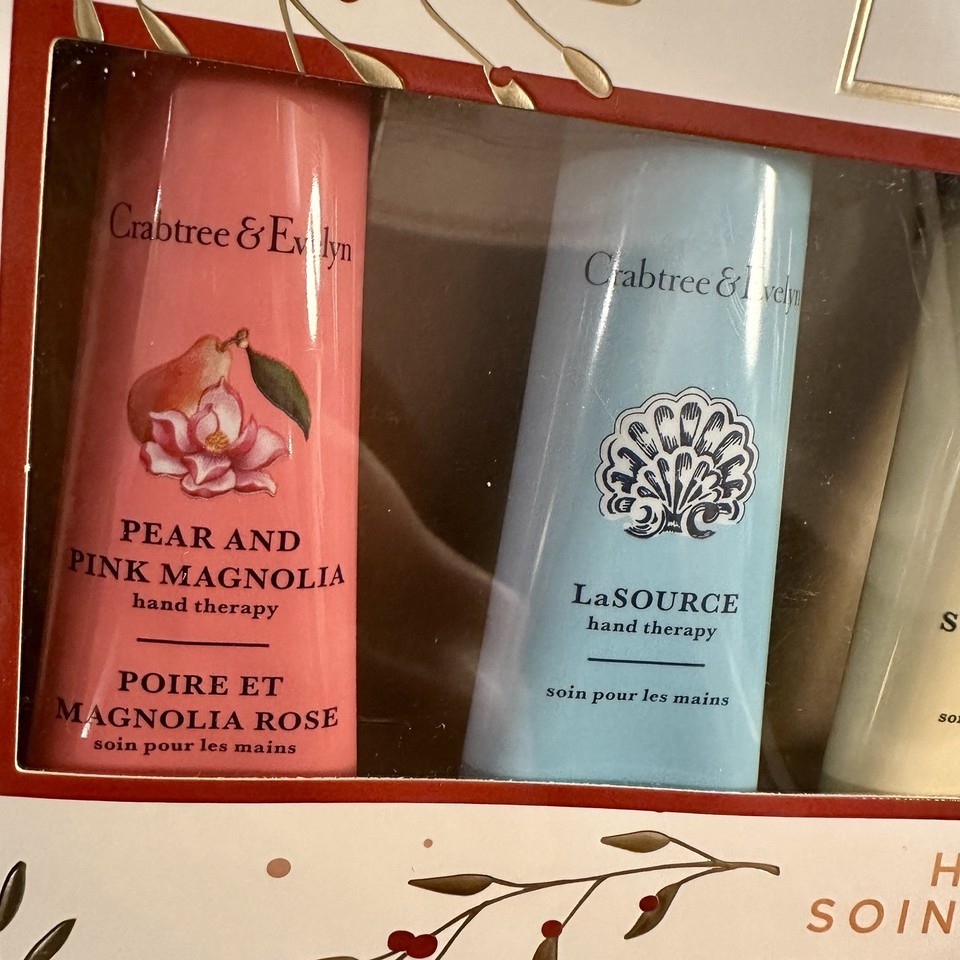 Crabtree & Evelyn
PEAR AND
PINK MAGNOLIA
hand therapy
POIRE ET
MAGNOLIA ROSE
soin pour les mains
Crabtree & Evelyn
LaSOURCE
hand therapy
soin pour les mains
SOIN